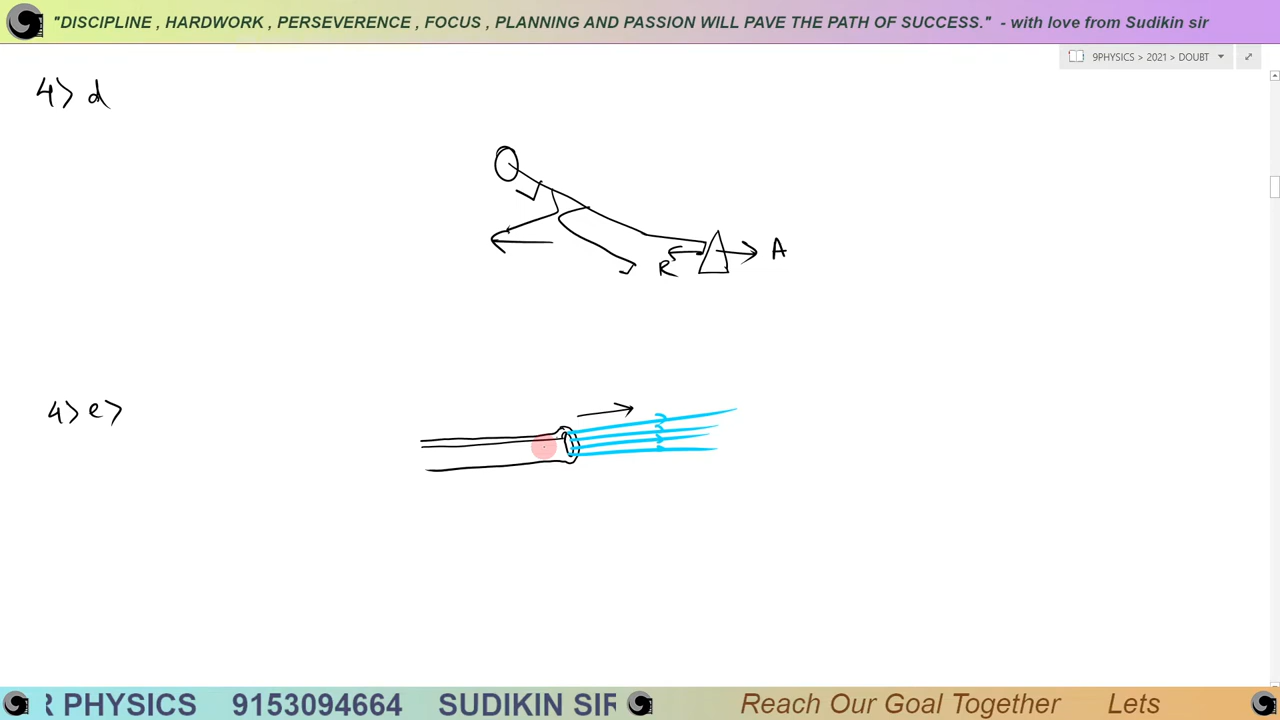 "DISCIPLINE , HARDWORK , PERSEVERENCE , FOCUS , PLANNING AND PASSION WILL PAVE THE PATH OF SUCCESS." - with love from Sudikin sir
9PHYSICS > 2021 > DOUBT
4> d
R A
4> e>
R PHYSICS 9153094664 SUDIKIN SIR Reach Our Goal Together Lets